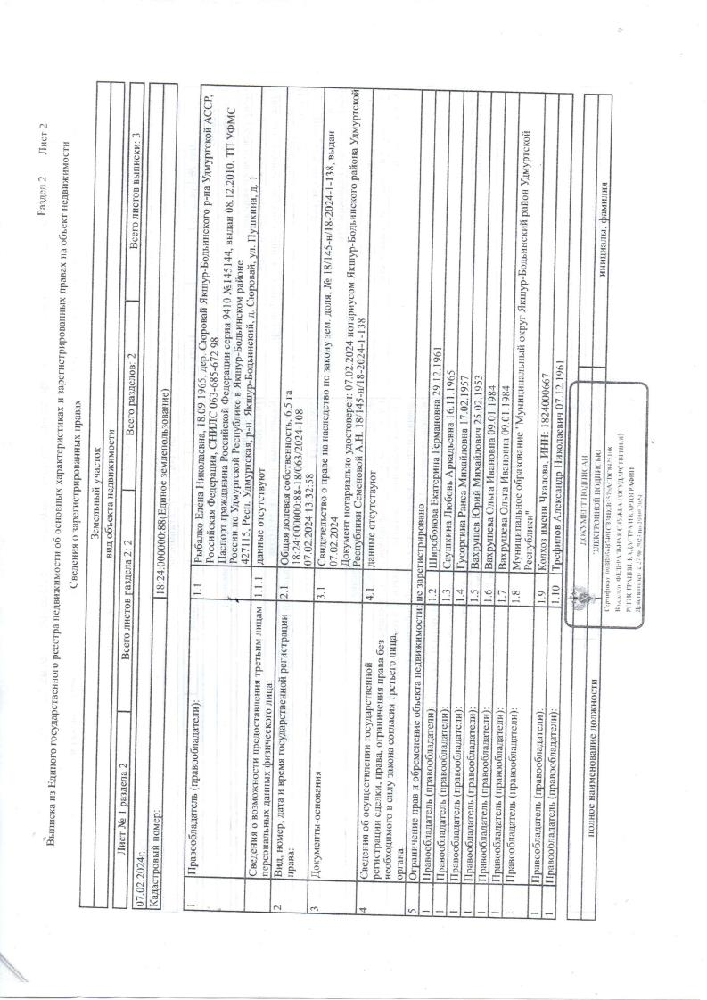 Раздел 2 Лист 2
Выписка из Единого государственного реестра недвижимости об основных характеристиках и зарегистрированных правах на объект недвижимости
Сведения о зарегистрированных правах
Земельный участок
вид объекта недвижимости
Лист № 1 раздела 2 Всего листов раздела 2: 2 Всего разделов: 2 Всего листов выписки: 3
07.02.2024г.
Кадастровый номер: 18:24:000000:88(Единое землепользование)
1 Правообладатель (правообладатели): 1.1 Рыбалко Елена Николаевна, 18.09.1965, дер. Сюровай Якшур-Бодьинского р-на Удмуртской АССР,
Российская Федерация, СНИЛС 063-685-672 98
Паспорт гражданина Российской Федерации серия 9410 №145144, выдан 08.12.2010, ТП УФМС
России по Удмуртской Республике в Якшур-Бодьинском районе
427115, Респ. Удмуртская, р-н. Якшур-Бодьинский, д. Сюровай, ул. Пушкина, д. 1
Сведения о возможности предоставления третьим лицам 1.1.1 данные отсутствуют
персональных данных физического лица:
2 Вид, номер, дата и время государственной регистрации 2.1 Общая долевая собственность, 6.5 га
права: 18:24:000000:88-18/063/2024-108
07.02.2024 13:32:58
3 Документы-основания 3.1 Свидетельство о праве на наследство по закону зем. доля, № 18/145-н/18-2024-1-138, выдан
07.02.2024
Документ нотариально удостоверен: 07.02.2024 нотариусом Якшур-Бодьинского района Удмуртской
Республики Семеновой А.Н. 18/145-н/18-2024-1-138
4 Сведения об осуществлении государственной 4.1 данные отсутствуют
регистрации сделки, права, ограничения права без
необходимого в силу закона согласия третьего лица,
органа:
5 Ограничение прав и обременение объекта недвижимости: не зарегистрировано
1 Правообладатель (правообладатели): 1.2 Широбокова Екатерина Германовна 29.12.1961
1 Правообладатель (правообладатели): 1.3 Саушкина Любовь Аркадьевна 16.11.1965
1 Правообладатель (правообладатели): 1.4 Гусоргина Раиса Михайловна 17.02.1957
1 Правообладатель (правообладатели): 1.5 Вахрушев Юрий Михайлович 25.02.1953
1 Правообладатель (правообладатели): 1.6 Вахрушева Ольга Ивановна 09.01.1984
1 Правообладатель (правообладатели): 1.7 Вахрушева Ольга Ивановна 09.01.1984
1 Правообладатель (правообладатели): 1.8 Муниципальное образование "Муниципальный округ Якшур-Бодьинский район Удмуртской
Республики"
1 Правообладатель (правообладатели): 1.9 Колхоз имени Чкалова, ИНН: 1824000667
1 Правообладатель (правообладатели): 1.10 Трефилов Александр Николаевич 07.12.1961
ДОКУМЕНТ ПОДПИСАН
ЭЛЕКТРОННОЙ ПОДПИСЬЮ
Сертификат
Владелец: ФЕДЕРАЛЬНАЯ СЛУЖБА ГОСУДАРСТВЕННОЙ
РЕГИСТРАЦИИ, КАДАСТРА И КАРТОГРАФИИ
Действителен
полное наименование должности инициалы, фамилия